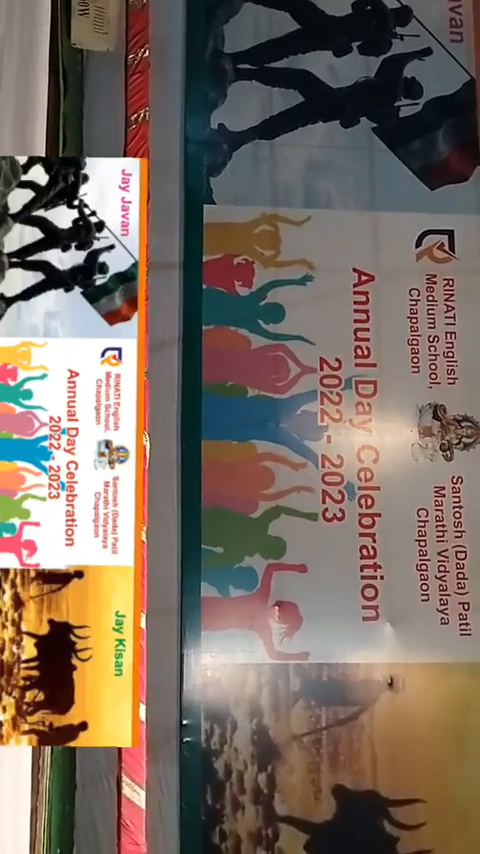 Jay Javan
RINATI English
Medium School,
Chapalgaon
Santosh (Dada) Patil
Marathi Vidyalaya
Chapalgaon
Annual Day Celebration
2022 - 2023
Jay Kisan
avan
RINATI English
Medium School,
Chapalgaon
Santosh (Dada) Patil
Marathi Vidyalaya
Chapalgaon
Annual Day Celebration
2022 - 2023